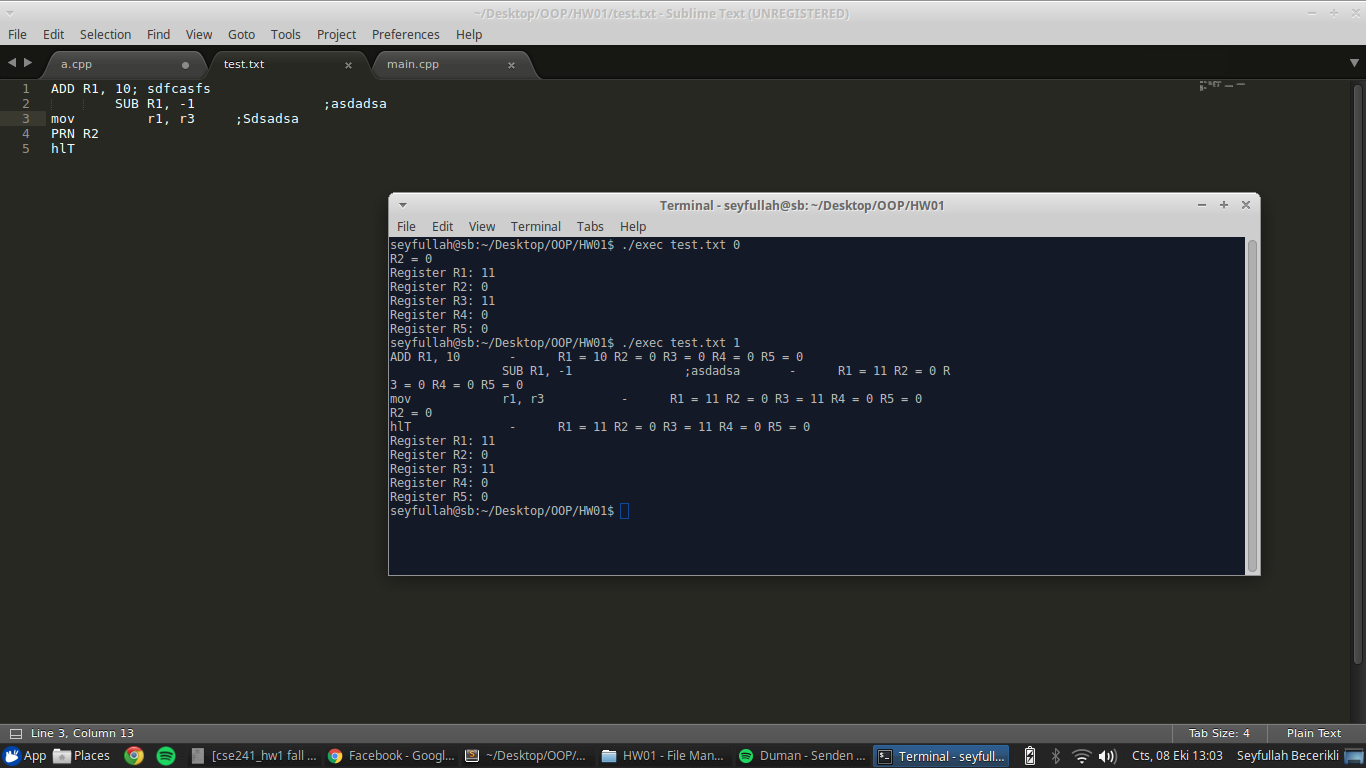 ~/Desktop/OOP/HW01/test.txt - Sublime Text (UNREGISTERED)
File Edit Selection Find View Goto Tools Project Preferences Help
a.cpp test.txt main.cpp
1 ADD R1, 10; sdfcasfs
2 SUB R1, -1 ;asdadsa
3 mov r1, r3 ;Sdsadsa
4 PRN R2
5 hlT
Terminal - seyfullah@sb: ~/Desktop/OOP/HW01
File Edit View Terminal Tabs Help
seyfullah@sb:~/Desktop/OOP/HW01$ ./exec test.txt 0
R2 = 0
Register R1: 11
Register R2: 0
Register R3: 11
Register R4: 0
Register R5: 0
seyfullah@sb:~/Desktop/OOP/HW01$ ./exec test.txt 1
ADD R1, 10 - R1 = 10 R2 = 0 R3 = 0 R4 = 0 R5 = 0
SUB R1, -1 ;asdadsa - R1 = 11 R2 = 0 R
3 = 0 R4 = 0 R5 = 0
mov r1, r3 - R1 = 11 R2 = 0 R3 = 11 R4 = 0 R5 = 0
R2 = 0
hlT - R1 = 11 R2 = 0 R3 = 11 R4 = 0 R5 = 0
Register R1: 11
Register R2: 0
Register R3: 11
Register R4: 0
Register R5: 0
seyfullah@sb:~/Desktop/OOP/HW01$
Line 3, Column 13 Tab Size: 4 Plain Text
App Places [cse241_hw1 fall ... Facebook - Googl... ~/Desktop/OOP/... HW01 - File Man... Duman - Senden ... Terminal - seyfull... Cts, 08 Eki 13:03 Seyfullah Becerikli